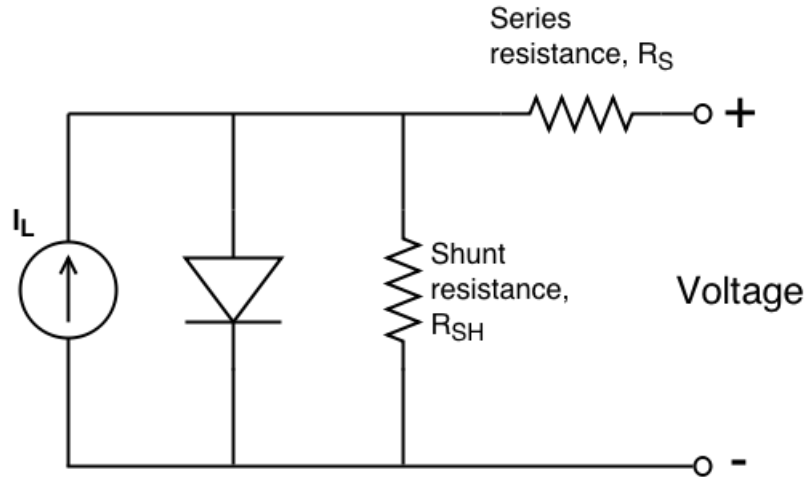 Series
resistance, RS
+
IL
Shunt
resistance,
RSH
Voltage
-